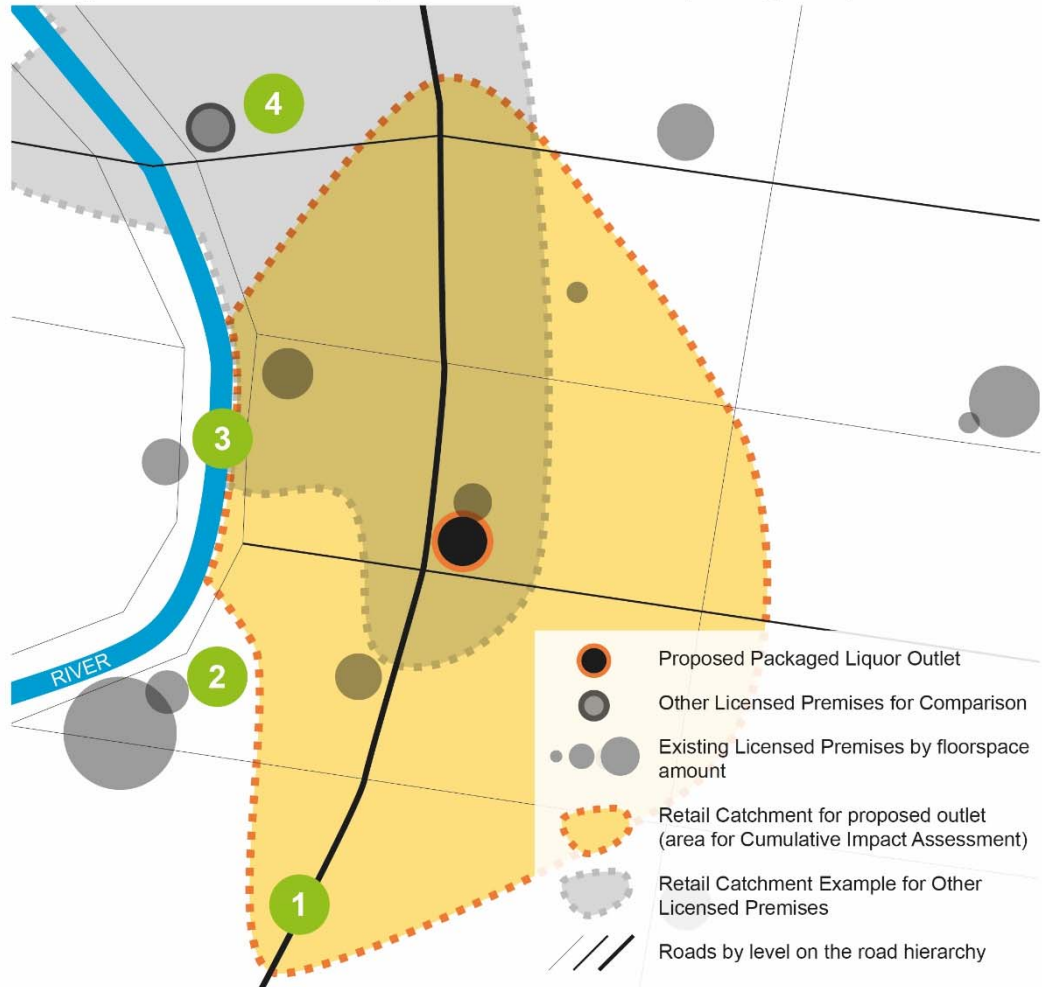 4
3
RIVER
2
1
Proposed Packaged Liquor Outlet
Other Licensed Premises for Comparison
Existing Licensed Premises by floorspace
amount
Retail Catchment for proposed outlet
(area for Cumulative Impact Assessment)
Retail Catchment Example for Other
Licensed Premises
Roads by level on the road hierarchy